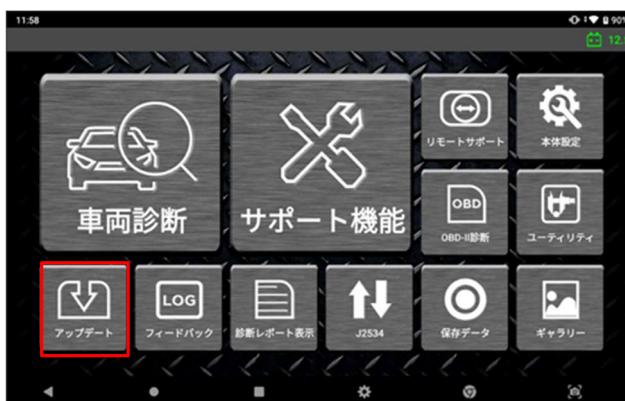 11:58
90%
12.
車両診断
サポート機能
リモートサポート
本体設定
OBD
OBD-II診断
ユーティリティ
アップデート
LOG
フィードバック
診断レポート表示
J2534
保存データ
ギャラリー